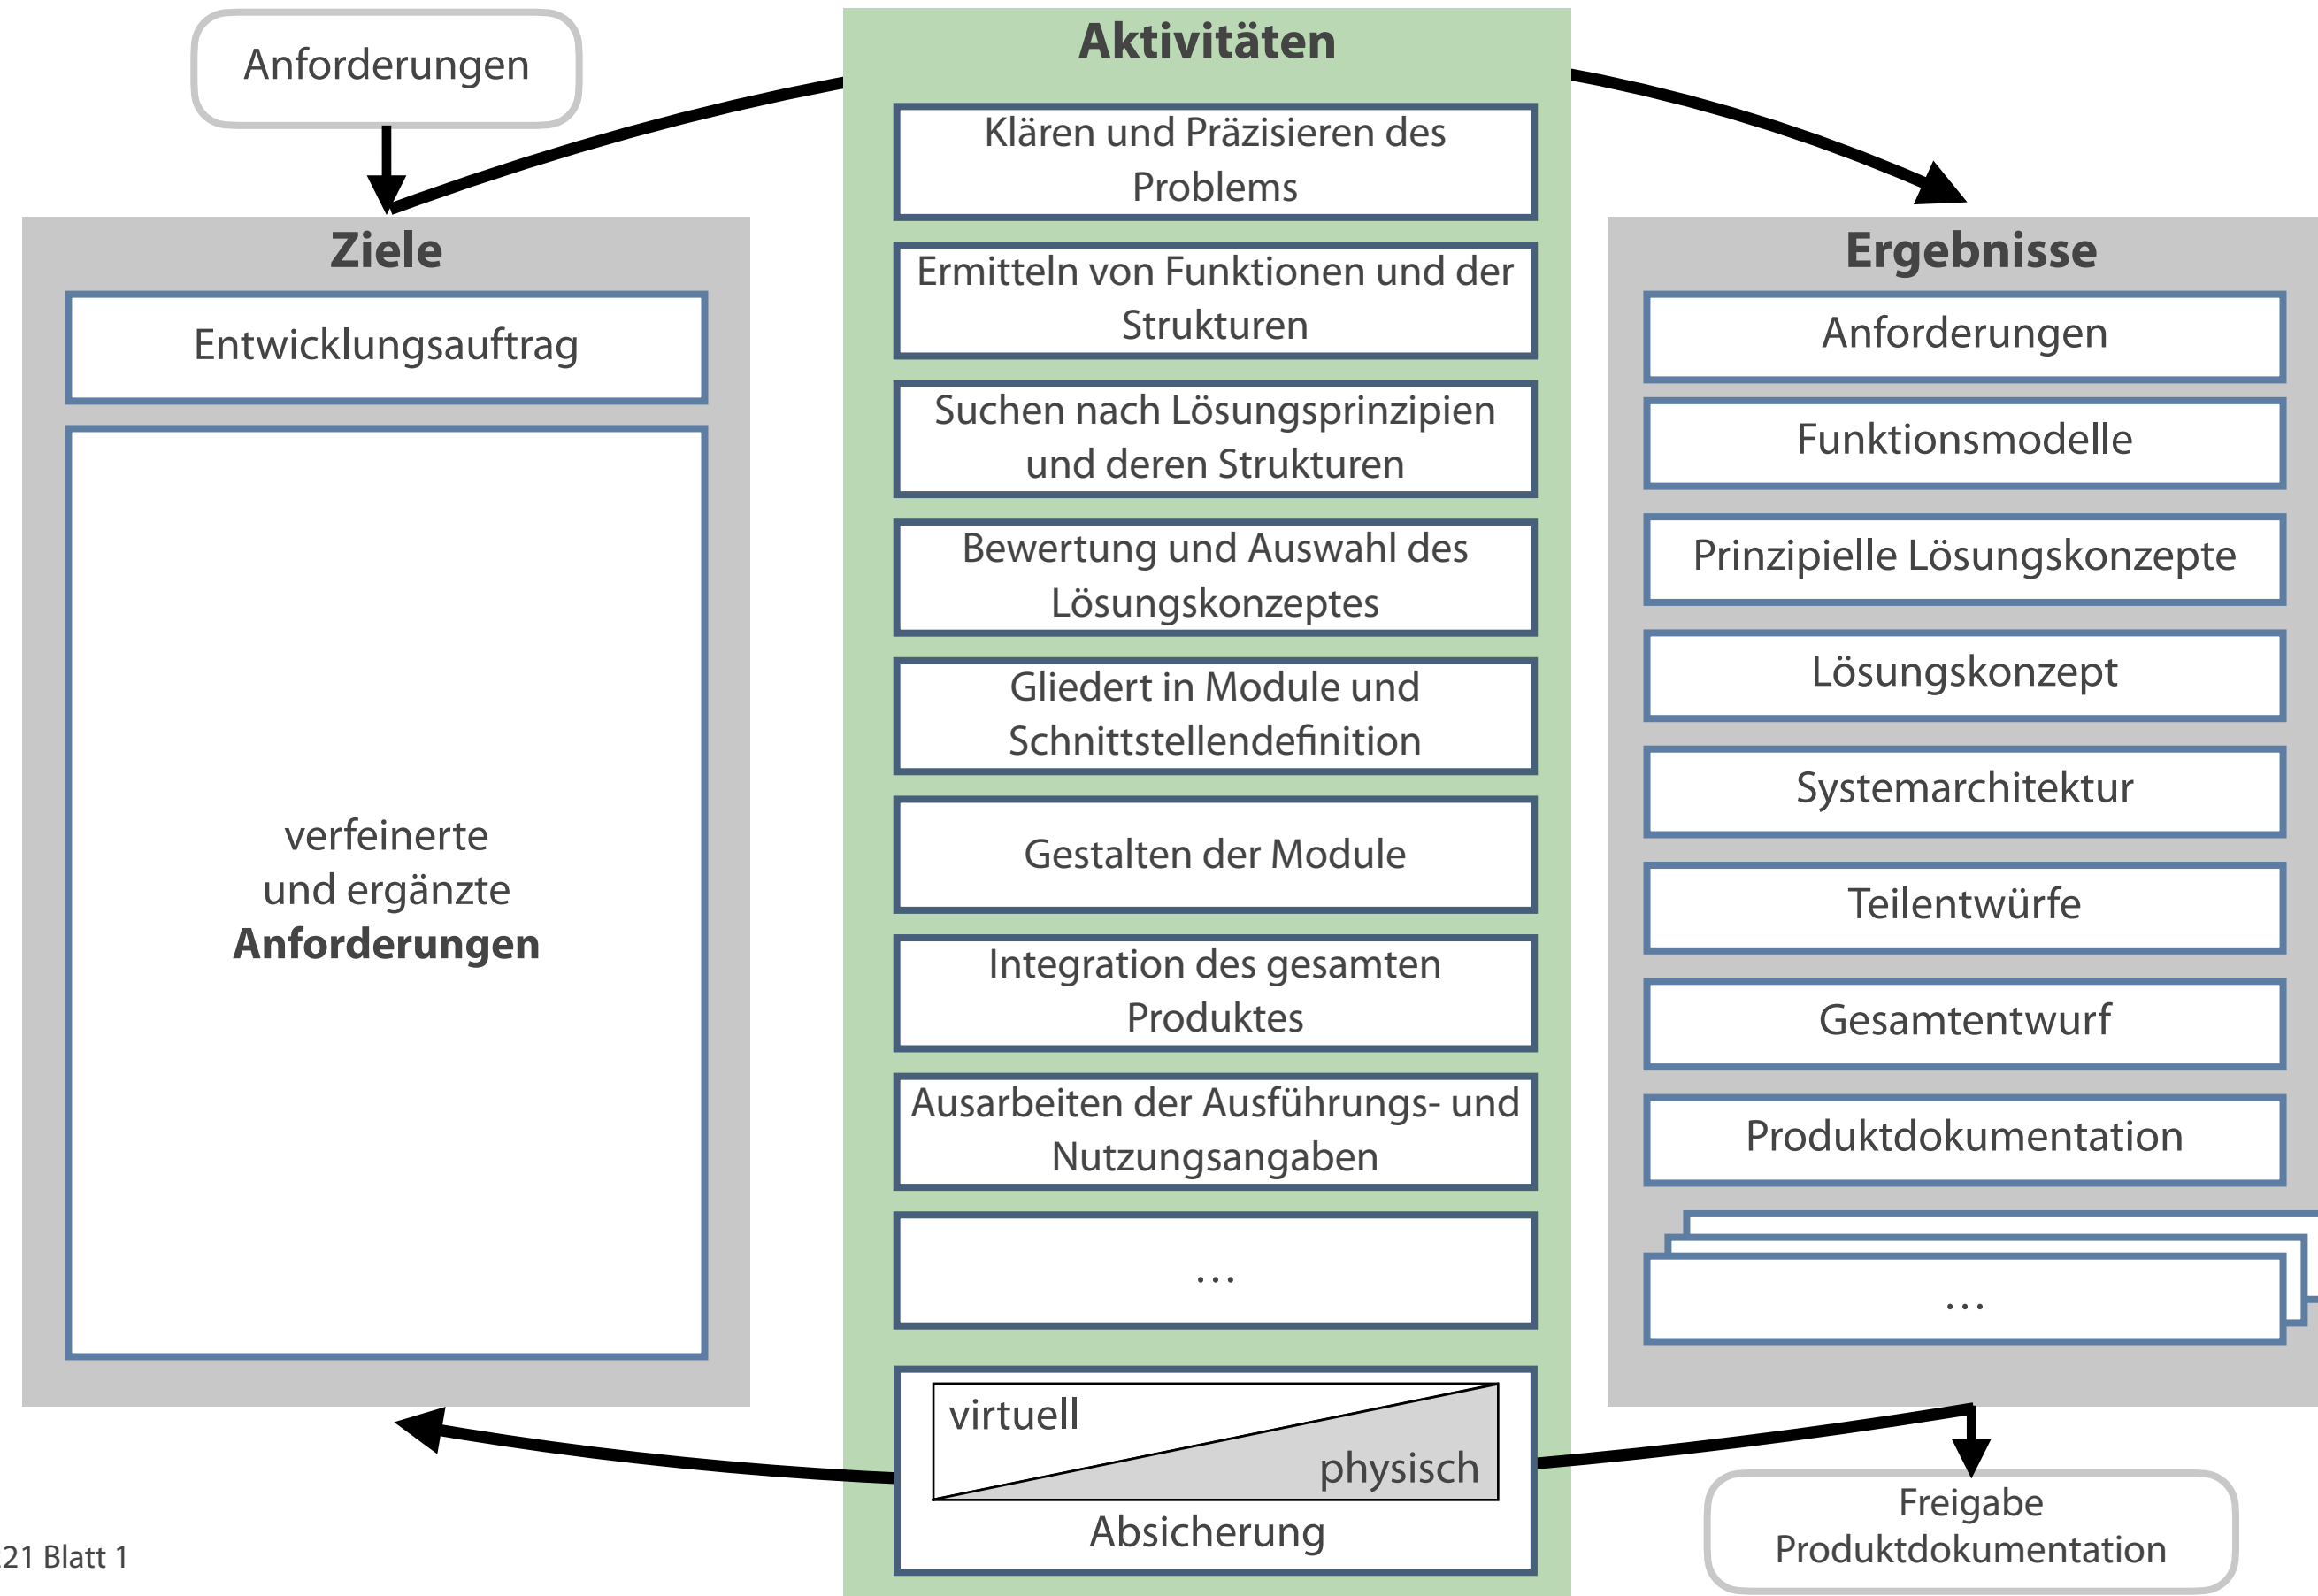 Anforderungen
Ziele
Entwicklungsauftrag
verfeinerte
und ergänzte
Anforderungen
Aktivitäten
Klären und Präzisieren des
Problems
Ermitteln von Funktionen und der
Strukturen
Suchen nach Lösungsprinzipien
und deren Strukturen
Bewertung und Auswahl des
Lösungskonzeptes
Gliedert in Module und
Schnittstellendefinition
Gestalten der Module
Integration des gesamten
Produktes
Ausarbeiten der Ausführungs- und
Nutzungsangaben
...
virtuell
physisch
Absicherung
Ergebnisse
Anforderungen
Funktionsmodelle
Prinzipielle Lösungskonzepte
Lösungskonzept
Systemarchitektur
Teilentwürfe
Gesamtentwurf
Produktdokumentation
...
Freigabe
Produktdokumentation
21 Blatt 1